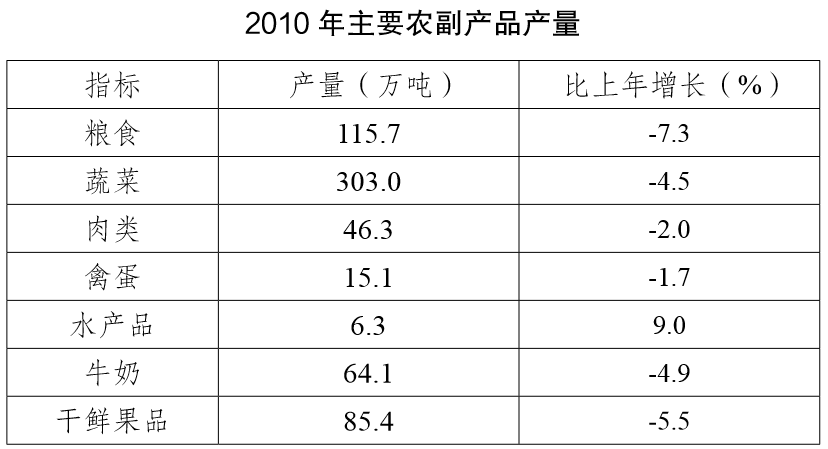 2010 年主要农副产品产量
指标 产量（万吨） 比上年增长（%）
粮食 115.7 -7.3
蔬菜 303.0 -4.5
肉类 46.3 -2.0
禽蛋 15.1 -1.7
水产品 6.3 9.0
牛奶 64.1 -4.9
干鲜果品 85.4 -5.5